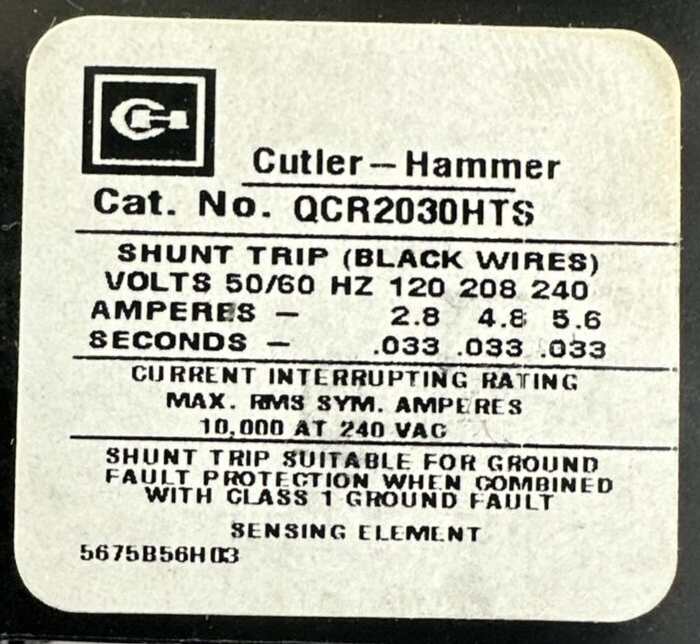 CH
Cutler-Hammer
Cat. No. QCR2030HTS
SHUNT TRIP (BLACK WIRES)
VOLTS 50/60 HZ 120 208 240
AMPERES - 2.8 4.8 5.6
SECONDS - .033 .033 .033
CURRENT INTERRUPTING RATING
MAX. RMS SYM. AMPERES
10,000 AT 240 VAC
SHUNT TRIP SUITABLE FOR GROUND
FAULT PROTECTION WHEN COMBINED
WITH CLASS 1 GROUND FAULT
SENSING ELEMENT
5675B56H03